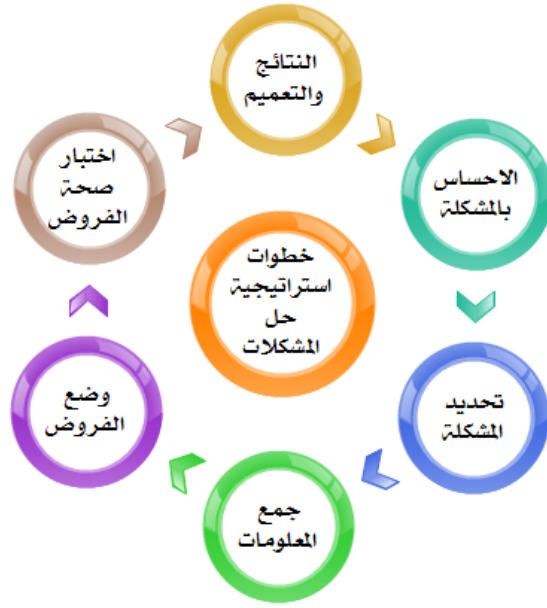 النتائج
والتعميم
الاحساس
بالمشكلة
تحديد
المشكلة
جمع
المعلومات
وضع
الفروض
اختبار
صحة
الفروض
خطوات
استراتيجية
حل
المشكلات